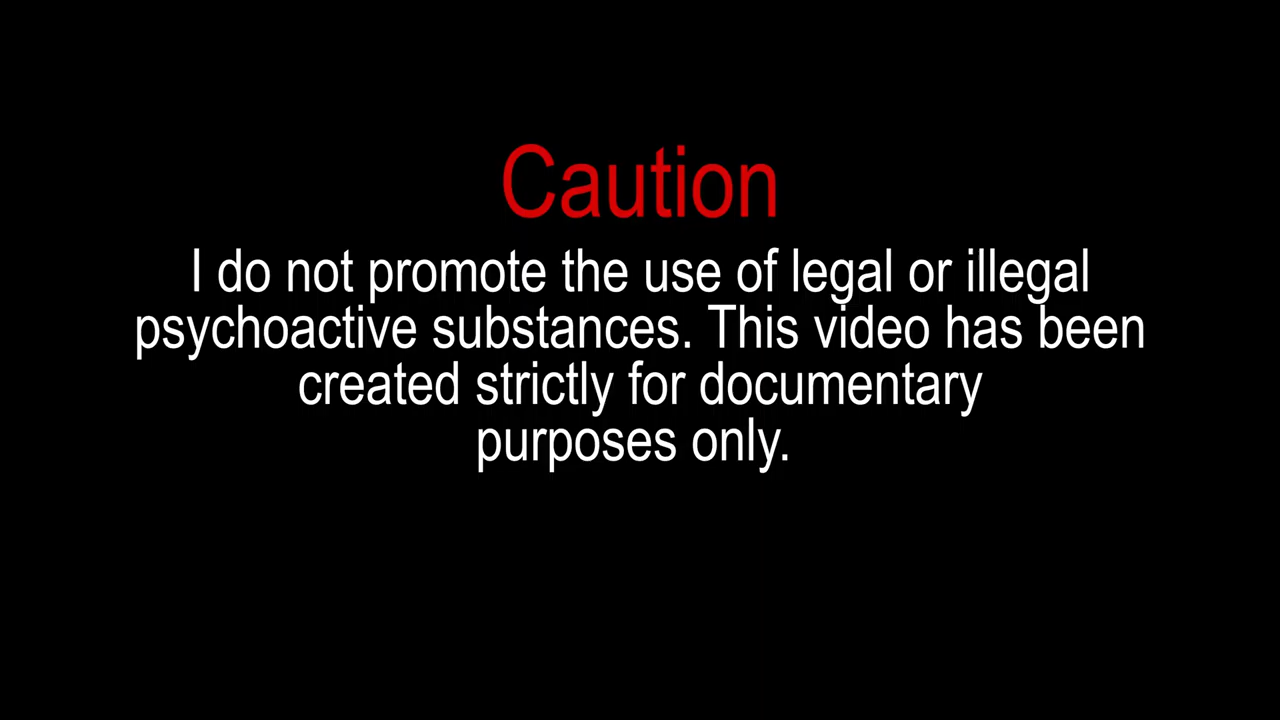 Caution
I do not promote the use of legal or illegal
psychoactive substances. This video has been
created strictly for documentary
purposes only.